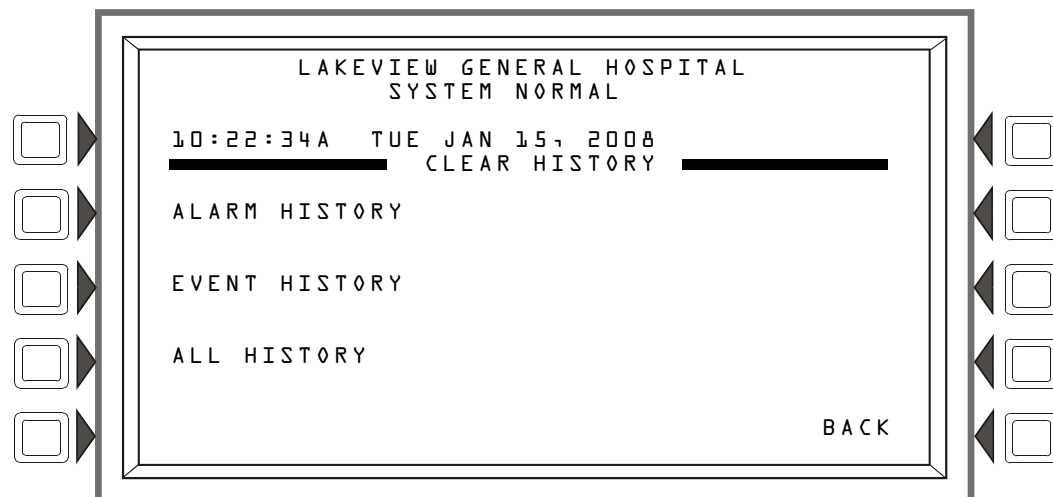 LAKEVIEW GENERAL HOSPITAL
SYSTEM NORMAL
10:22:34A TUE JAN 15, 2008
CLEAR HISTORY
ALARM HISTORY
EVENT HISTORY
ALL HISTORY
BACK